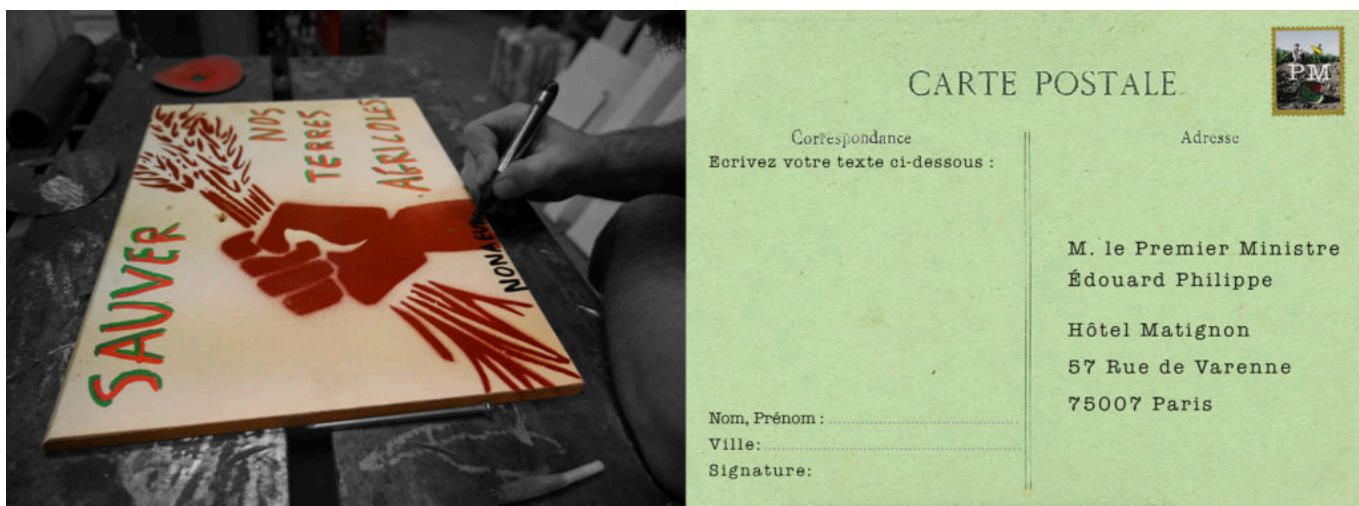 SAUVER
NOS
TERRES
AGRICOLES
CARTE POSTALE
PM
Correspondance
Ecrivez votre texte ci-dessous :
Nom, Prénom :
Ville:
Signature:
Adresse
M. le Premier Ministre
Édouard Philippe
Hôtel Matignon
57 Rue de Varenne
75007 Paris